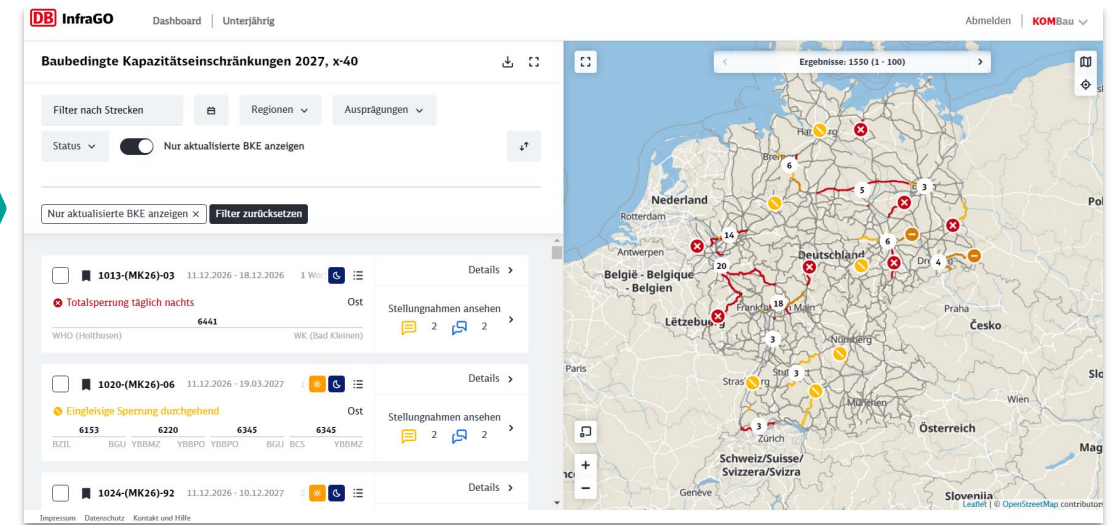 DB InfraGO Dashboard | Unterjährig Abmelden | KOMBau
Baubedingte Kapazitätseinschränkungen 2027, x-40
Filter nach Strecken Regionen Ausprägungen
Status Nur aktualisierte BKE anzeigen
Nur aktualisierte BKE anzeigen × Filter zurücksetzen
1013-(MK26)-03 11.12.2026 - 18.12.2026 Details
Totalsperrung täglich nachts Ost
6441
WHO (Holthusen) WK (Bad Kleinen)
Stellungnahmen ansehen
2 2
1020-(MK26)-06 11.12.2026 - 19.03.2027 Details
Eingleisige Sperrung durchgehend Ost
6153 6220 6345 6345
BZIL BGU YBBMZ YBBPO YBBPO BGU BCS YBBMZ
Stellungnahmen ansehen
2 2
1024-(MK26)-92 11.12.2026 - 10.12.2027 Details
Impressum Datenschutz Kontakt und Hilfe
Ergebnisse: 1550 (1 - 100)
6
Nederland
5
3
Rotterdam
14
6
Antwerpen
Deutschland
4
20
België - Belgique
- Belgien
18
Praha
Lëtzebuerg
Česko
3
Nürnberg
Paris
3
Wien
München
3
Österreich
Zürich
Schweiz/Suisse/
Svizzera/Svizra
Genève
Slovenija
+
−
Leaflet | © OpenStreetMap contributors